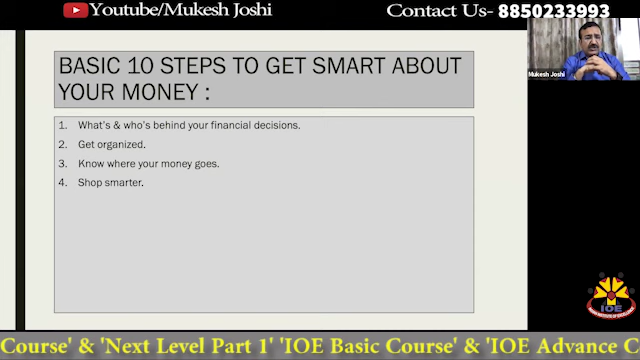 Youtube/Mukesh Joshi
Contact Us- 8850233993
BASIC 10 STEPS TO GET SMART ABOUT
YOUR MONEY :
1. What's & who's behind your financial decisions.
2. Get organized.
3. Know where your money goes.
4. Shop smarter.
Mukesh Joshi
IOE
Course' & 'Next Level Part 1' 'IOE Basic Course' & 'IOE Advance C